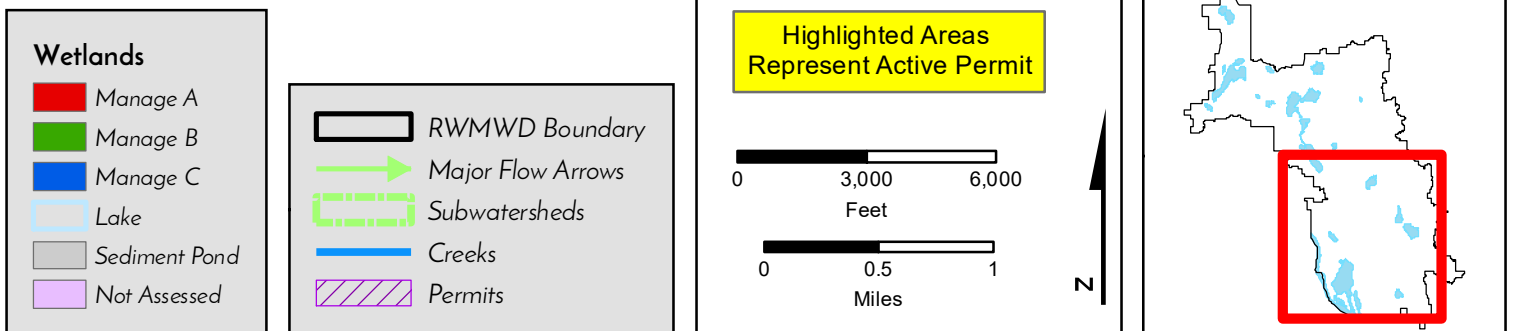 Wetlands
Manage A
Manage B
Manage C
Lake
Sediment Pond
Not Assessed
RWMWD Boundary
Major Flow Arrows
Subwatersheds
Creeks
Permits
Highlighted Areas
Represent Active Permit
0 3,000 6,000
Feet
0 0.5 1
Miles
N